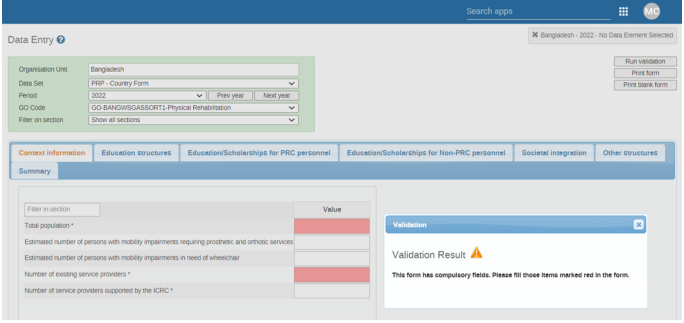 Search apps
MC
Data Entry
✖ Bangladesh - 2022 - No Data Element Selected
Organisation Unit Bangladesh
Data Set PRP - Country Form
Period 2022 Prev year Next year
GO Code GO-BANGWSGASSORT1-Physical Rehabilitation
Filter on section Show all sections
Run validation
Print form
Print blank form
Context information Education structures Education/Scholarships for PRC personnel Education/Scholarships for Non-PRC personnel Societal integration Other structures
Summary
Filter in section Value
Total population *
Estimated number of persons with mobility impairments requiring prosthetic and orthotic services
Estimated number of persons with mobility impairments in need of wheelchair
Number of existing service providers *
Number of service providers supported by the ICRC *
Validation
Validation Result
This form has compulsory fields. Please fill those items marked red in the form.